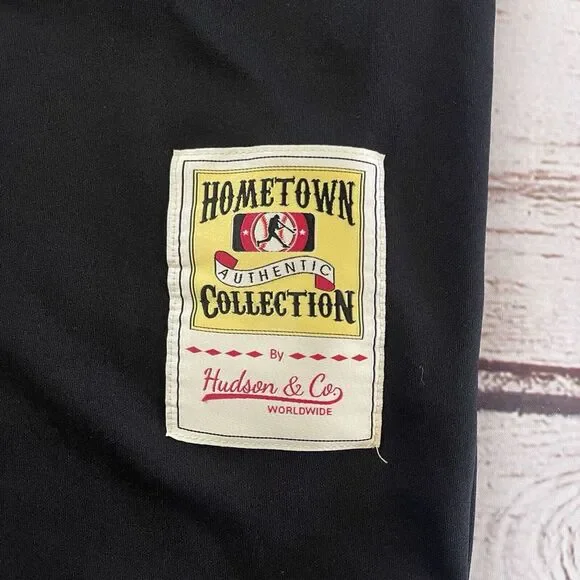 HOMETOWN
AUTHENTIC
COLLECTION
By
Hudson & Co.
WORLDWIDE